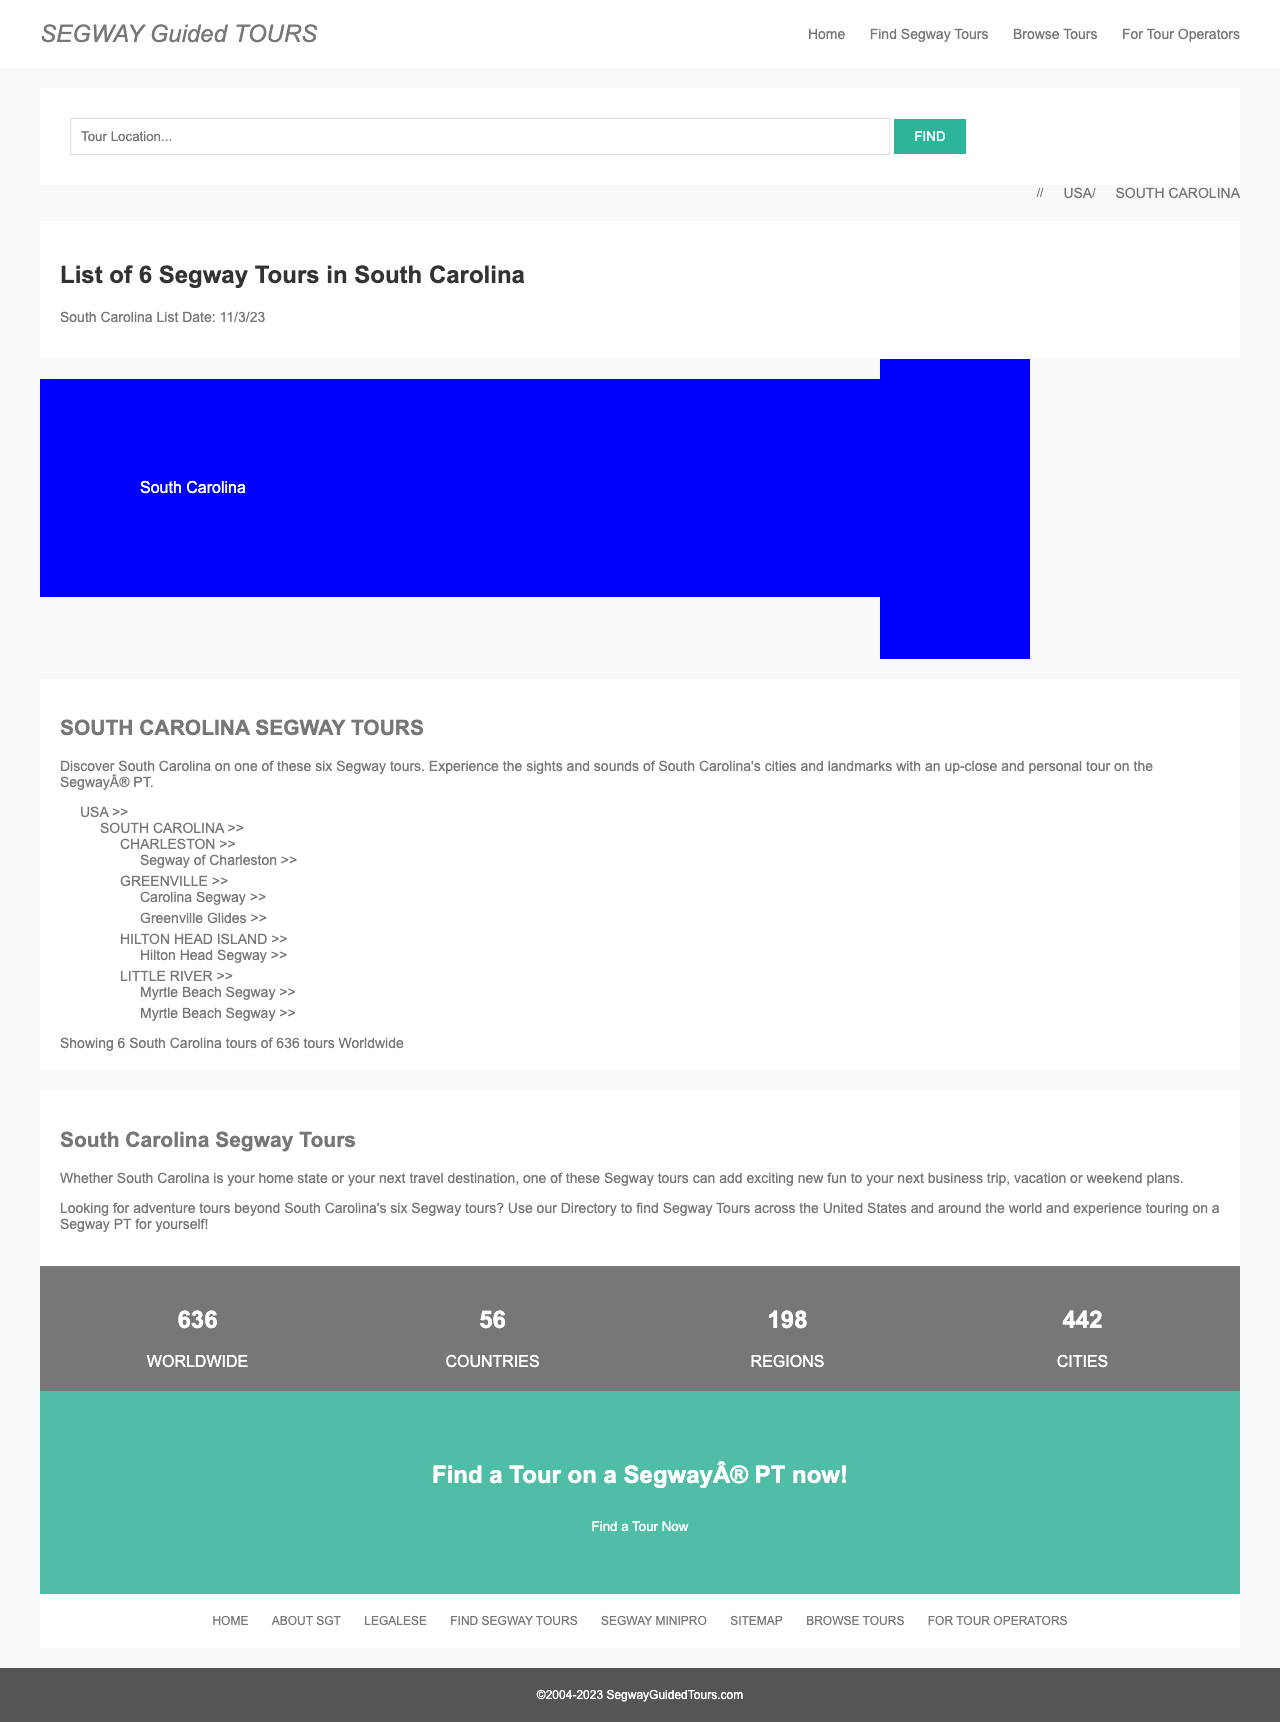 SEGWAY Guided TOURS
Home Find Segway Tours Browse Tours For Tour Operators
Tour Location...
FIND
// USA/ SOUTH CAROLINA
List of 6 Segway Tours in South Carolina
South Carolina List Date: 11/3/23
South Carolina
SOUTH CAROLINA SEGWAY TOURS
Discover South Carolina on one of these six Segway tours. Experience the sights and sounds of South Carolina's cities and landmarks with an up-close and personal tour on the
SegwayÂ® PT.
USA >>
SOUTH CAROLINA >>
CHARLESTON >>
Segway of Charleston >>
GREENVILLE >>
Carolina Segway >>
Greenville Glides >>
HILTON HEAD ISLAND >>
Hilton Head Segway >>
LITTLE RIVER >>
Myrtle Beach Segway >>
Myrtle Beach Segway >>
Showing 6 South Carolina tours of 636 tours Worldwide
South Carolina Segway Tours
Whether South Carolina is your home state or your next travel destination, one of these Segway tours can add exciting new fun to your next business trip, vacation or weekend plans.
Looking for adventure tours beyond South Carolina's six Segway tours? Use our Directory to find Segway Tours across the United States and around the world and experience touring on a
Segway PT for yourself!
636 56 198 442
WORLDWIDE COUNTRIES REGIONS CITIES
Find a Tour on a SegwayÂ® PT now!
Find a Tour Now
HOME ABOUT SGT LEGALESE FIND SEGWAY TOURS SEGWAY MINIPRO SITEMAP BROWSE TOURS FOR TOUR OPERATORS
©2004-2023 SegwayGuidedTours.com